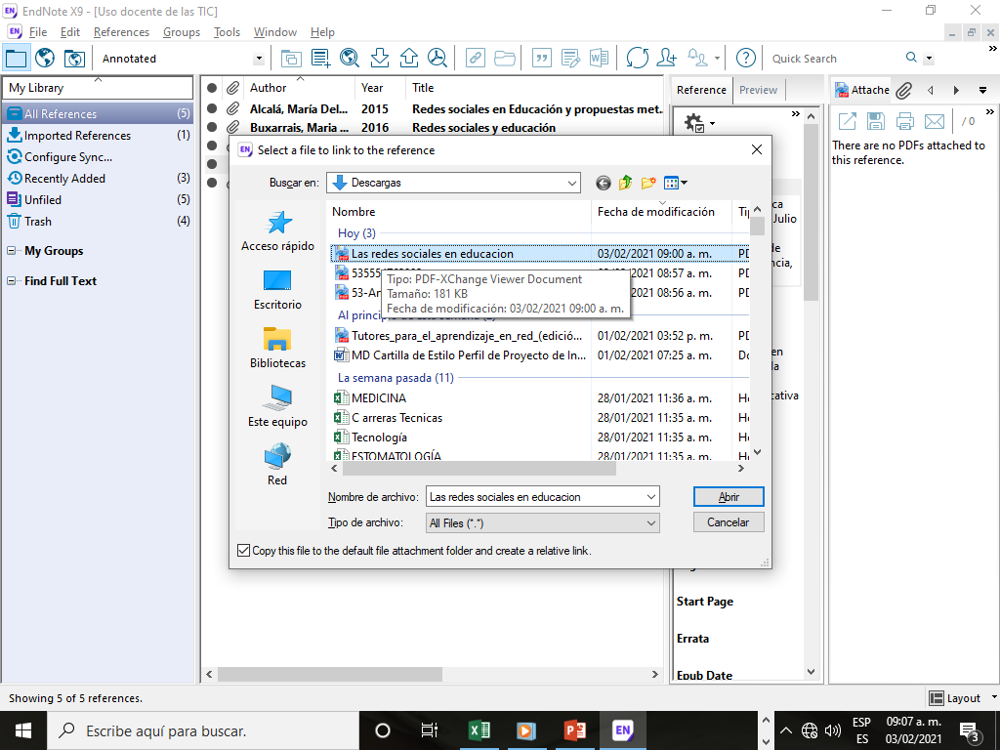 EndNote X9 - [Uso docente de las TIC]
File Edit References Groups Tools Window Help
Annotated
Quick Search
My Library
All References (5)
Imported References (1)
Configure Sync...
Recently Added (3)
Unfiled (5)
Trash (4)
My Groups
Find Full Text
Author Year Title
Alcalá, María Del... 2015 Redes sociales en Educación y propuestas met...
Buxarrais, Maria ... 2016 Redes sociales y educación
Reference Preview
Attache
/ 0
There are no PDFs attached to
this reference.
Select a file to link to the reference
Buscar en: Descargas
Acceso rápido
Escritorio
Bibliotecas
Este equipo
Red
Nombre Fecha de modificación
Hoy (3)
Las redes sociales en educacion 03/02/2021 09:00 a. m. PD
08:57 a. m. PD
53-Ar 08:56 a. m. PD
Tipo: PDF-XChange Viewer Document
Tamaño: 181 KB
Fecha de modificación: 03/02/2021 09:00 a. m.
Al principio de esta semana (2)
Tutores_para_el_aprendizaje_en_red_(edició... 01/02/2021 03:52 p. m. PD
MD Cartilla de Estilo Perfil de Proyecto de In... 01/02/2021 07:25 a. m. Do
La semana pasada (11)
MEDICINA 28/01/2021 11:36 a. m. Ho
C arreras Tecnicas 28/01/2021 11:35 a. m. Ho
Tecnología 28/01/2021 11:35 a. m. Ho
ESTOMATOLOGÍA 28/01/2021 11:35 a. m. Ho
Nombre de archivo: Las redes sociales en educacion Abrir
Tipo de archivo: All Files (*.*) Cancelar
Copy this file to the default file attachment folder and create a relative link.
ca
Julio
de
ncia,
en
la
cativa
Start Page
Errata
Epub Date
Showing 5 of 5 references.
Layout
Escribe aquí para buscar.
ESP
ES
09:07 a. m.
03/02/2021
3